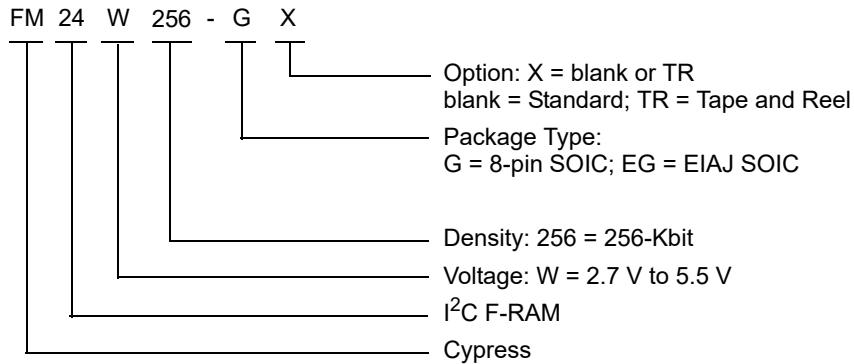 FM 24 W 256 - G X
Option: X = blank or TR
blank = Standard; TR = Tape and Reel
Package Type:
G = 8-pin SOIC; EG = EIAJ SOIC
Density: 256 = 256-Kbit
Voltage: W = 2.7 V to 5.5 V
I²C F-RAM
Cypress